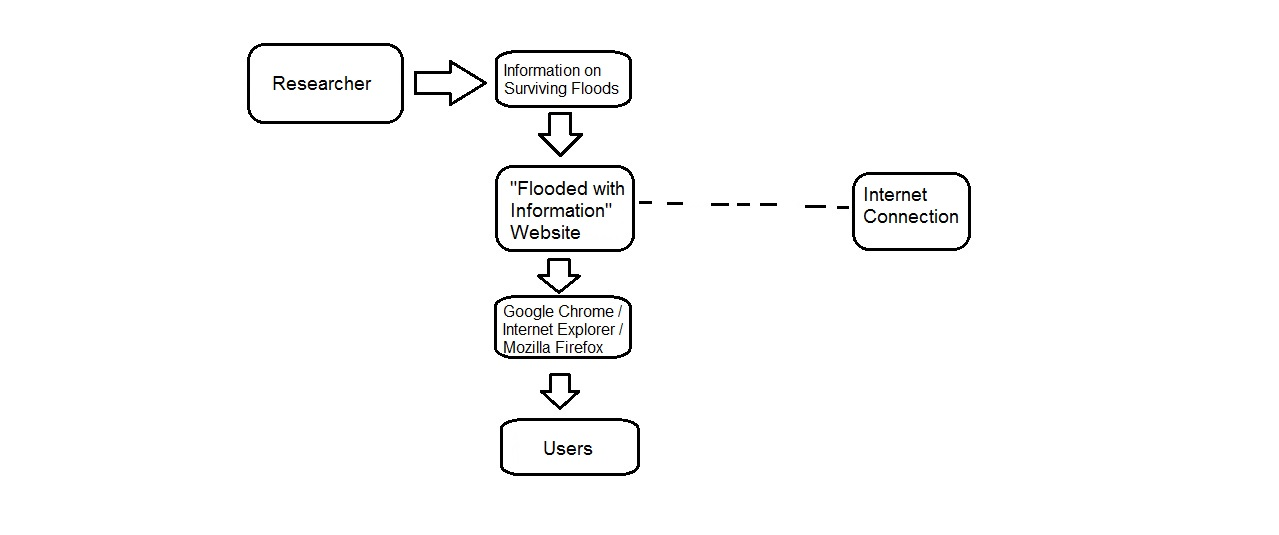 Researcher
Information on
Surviving Floods
"Flooded with
Information"
Website
Internet
Connection
Google Chrome /
Internet Explorer /
Mozilla Firefox
Users